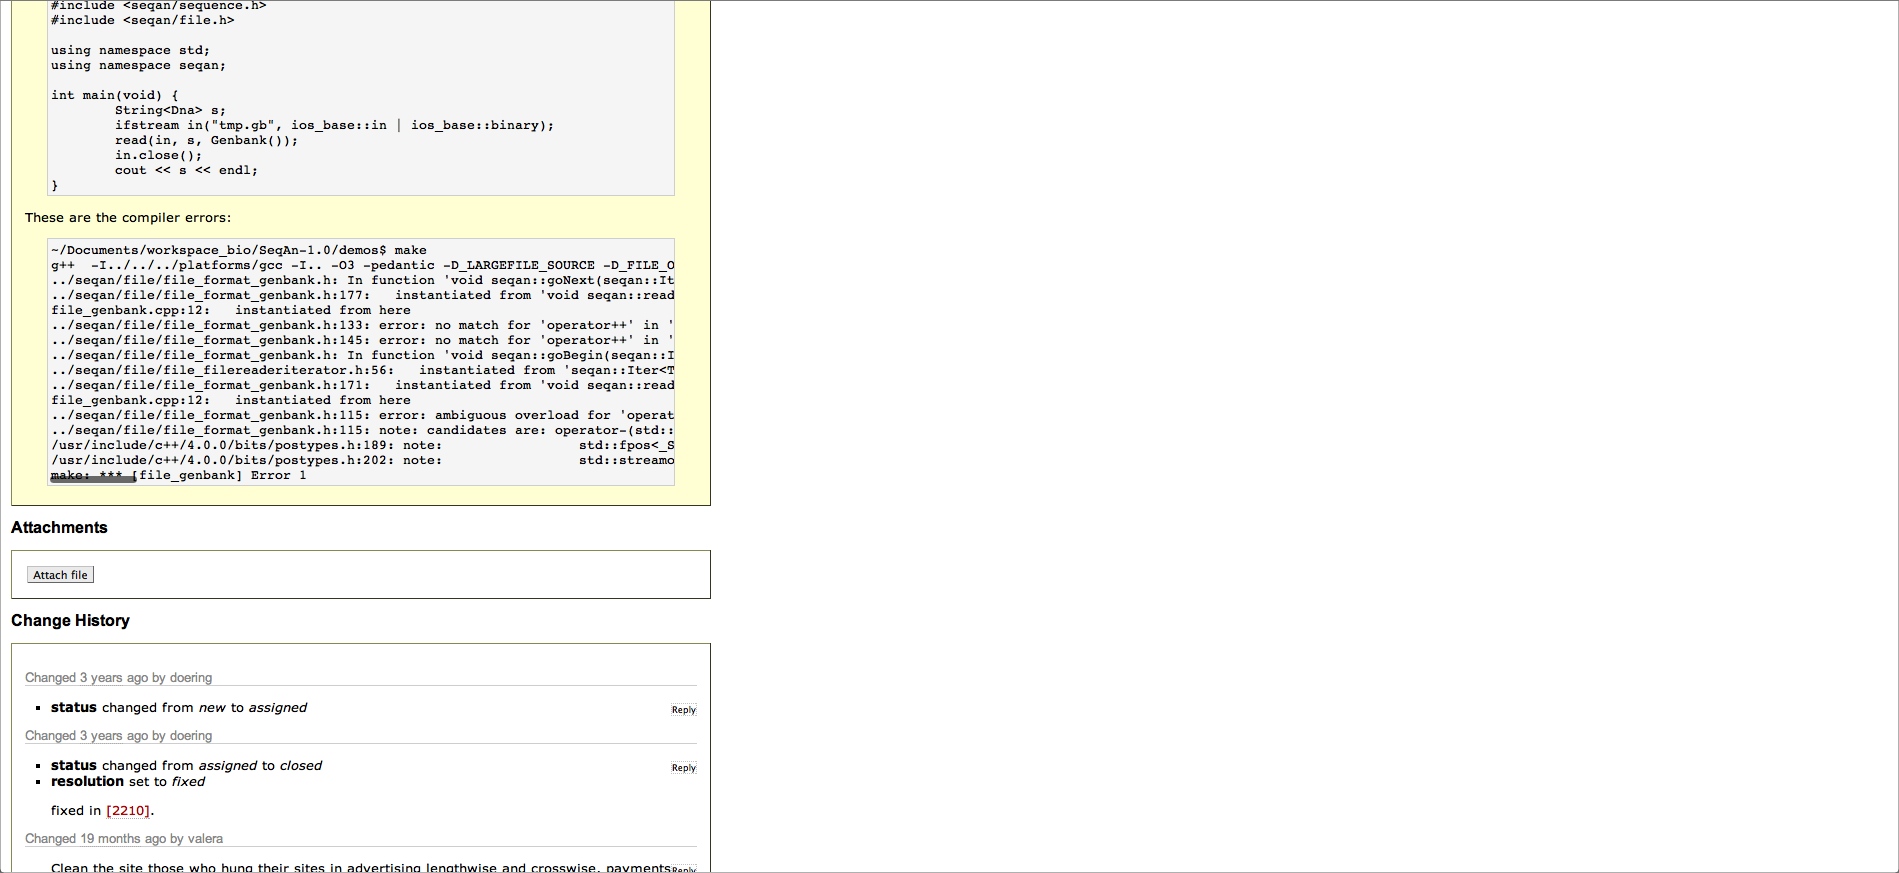 #include <seqan/sequence.h>
#include <seqan/file.h>
using namespace std;
using namespace seqan;
int main(void) {
String<Dna> s;
ifstream in("tmp.gb", ios_base::in | ios_base::binary);
read(in, s, Genbank());
in.close();
cout << s << endl;
}
These are the compiler errors:
~/Documents/workspace_bio/SeqAn-1.0/demos$ make
g++  -I../../../platforms/gcc -I.. -O3 -pedantic -D_LARGEFILE_SOURCE -D_FILE_O
../seqan/file/file_format_genbank.h: In function 'void seqan::goNext(seqan::It
../seqan/file/file_format_genbank.h:177:   instantiated from 'void seqan::read
file_genbank.cpp:12:   instantiated from here
../seqan/file/file_format_genbank.h:133: error: no match for 'operator++' in '
../seqan/file/file_format_genbank.h:145: error: no match for 'operator++' in '
../seqan/file/file_format_genbank.h: In function 'void seqan::goBegin(seqan::I
../seqan/file/file_filereaderiterator.h:56:   instantiated from 'seqan::Iter<T
../seqan/file/file_format_genbank.h:171:   instantiated from 'void seqan::read
file_genbank.cpp:12:   instantiated from here
../seqan/file/file_format_genbank.h:115: error: ambiguous overload for 'operat
../seqan/file/file_format_genbank.h:115: note: candidates are: operator-(std::
/usr/include/c++/4.0.0/bits/postypes.h:189: note:                 std::fpos<_S
/usr/include/c++/4.0.0/bits/postypes.h:202: note:                 std::streamo
make: *** [file_genbank] Error 1
Attachments
Attach file
Change History
Changed 3 years ago by doering
▪ status changed from new to assigned Reply
Changed 3 years ago by doering
▪ status changed from assigned to closed Reply
▪ resolution set to fixed
fixed in [2210].
Changed 19 months ago by valera
Clean the site those who hung their sites in advertising lengthwise and crosswise, payments Reply